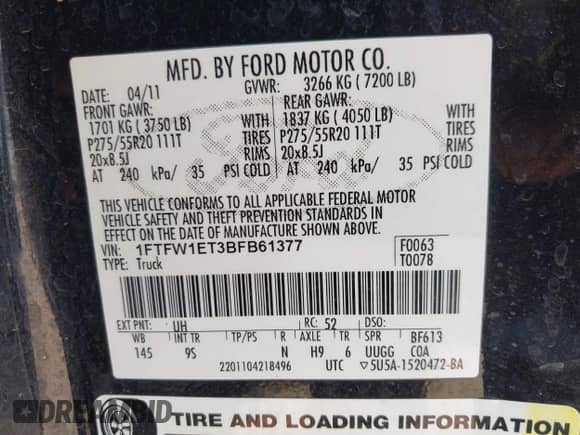 MFD. BY FORD MOTOR CO.
DATE: 04/11 GVWR: 3266 KG ( 7200 LB)
FRONT GAWR: REAR GAWR:
1701 KG ( 3750 LB) WITH 1837 KG ( 4050 LB) WITH
P275/55R20 111T TIRES P275/55R20 111T TIRES
20x8.5J RIMS 20x8.5J RIMS
AT 240 kPa/ 35 PSI COLD AT 240 kPa/ 35 PSI COLD
THIS VEHICLE CONFORMS TO ALL APPLICABLE FEDERAL MOTOR
VEHICLE SAFETY AND THEFT PREVENTION STANDARDS IN
EFFECT ON THE DATE OF MANUFACTURE SHOWN ABOVE.
VIN: 1FTFW1ET3BFB61377 F0063
TYPE: Truck T0078
EXT PNT: UH RC: 52 DSO:
WB INT TR TP/PS R AXLE TR SPR BF613
145 9S N H9 6 UUGG COA
2201104218496 UTC ▽5U5A-1520472-BA
TIRE AND LOADING INFORMATION
DREAMBID